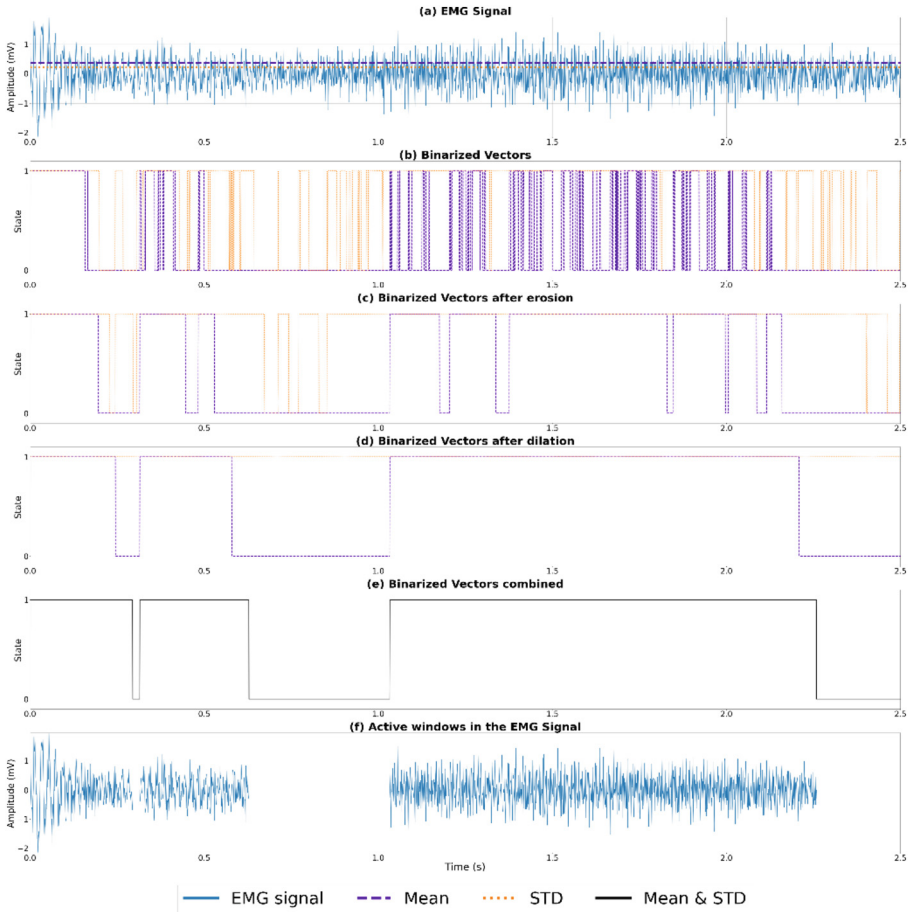 (a) EMG Signal
Amplitude (mV)
1
0
−1
−2
0.0 0.5 1.0 1.5 2.0 2.5
(b) Binarized Vectors
State
1
0
0.0 0.5 1.0 1.5 2.0 2.5
(c) Binarized Vectors after erosion
State
1
0
0.0 0.5 1.0 1.5 2.0 2.5
(d) Binarized Vectors after dilation
State
1
0
0.0 0.5 1.0 1.5 2.0 2.5
(e) Binarized Vectors combined
State
1
0
0.0 0.5 1.0 1.5 2.0 2.5
(f) Active windows in the EMG Signal
Amplitude (mV)
1
0
1
−2
0.0 0.5 1.0 1.5 2.0 2.5
Time (s)
EMG signal Mean STD Mean & STD